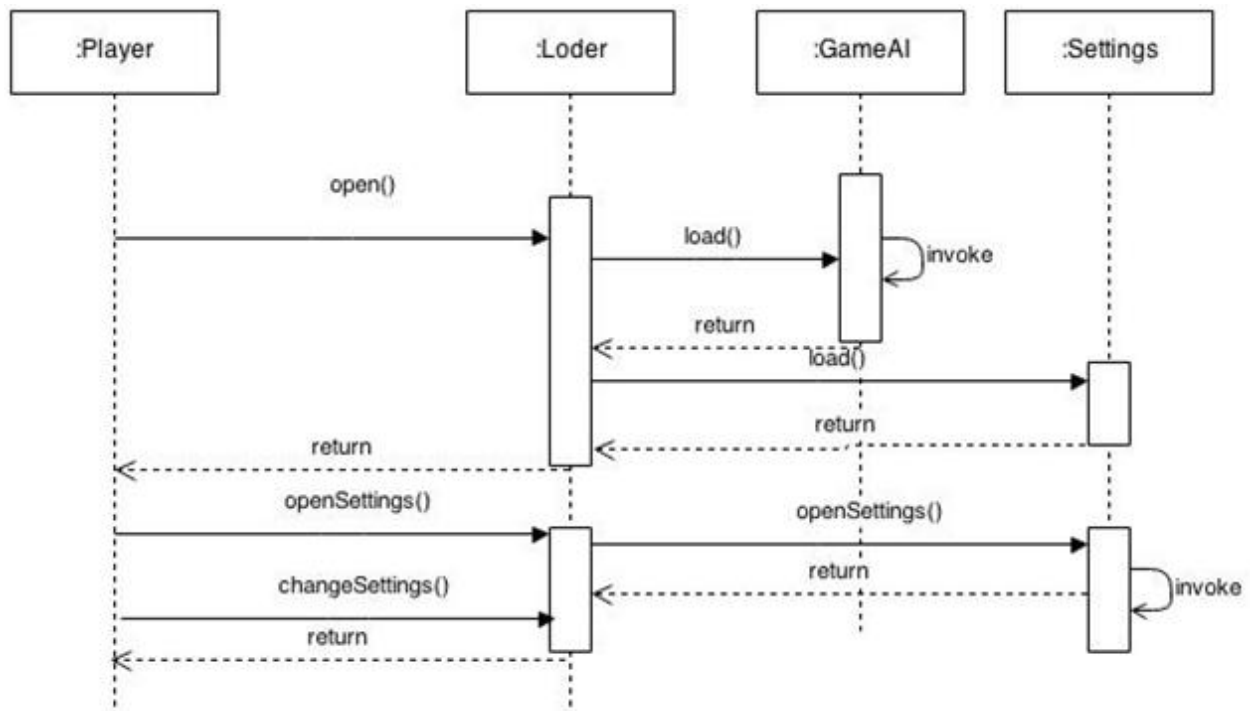 :Player
:Loder
:GameAI
:Settings
open()
load()
invoke
return
load()
return
return
openSettings()
openSettings()
return
changeSettings()
invoke
return